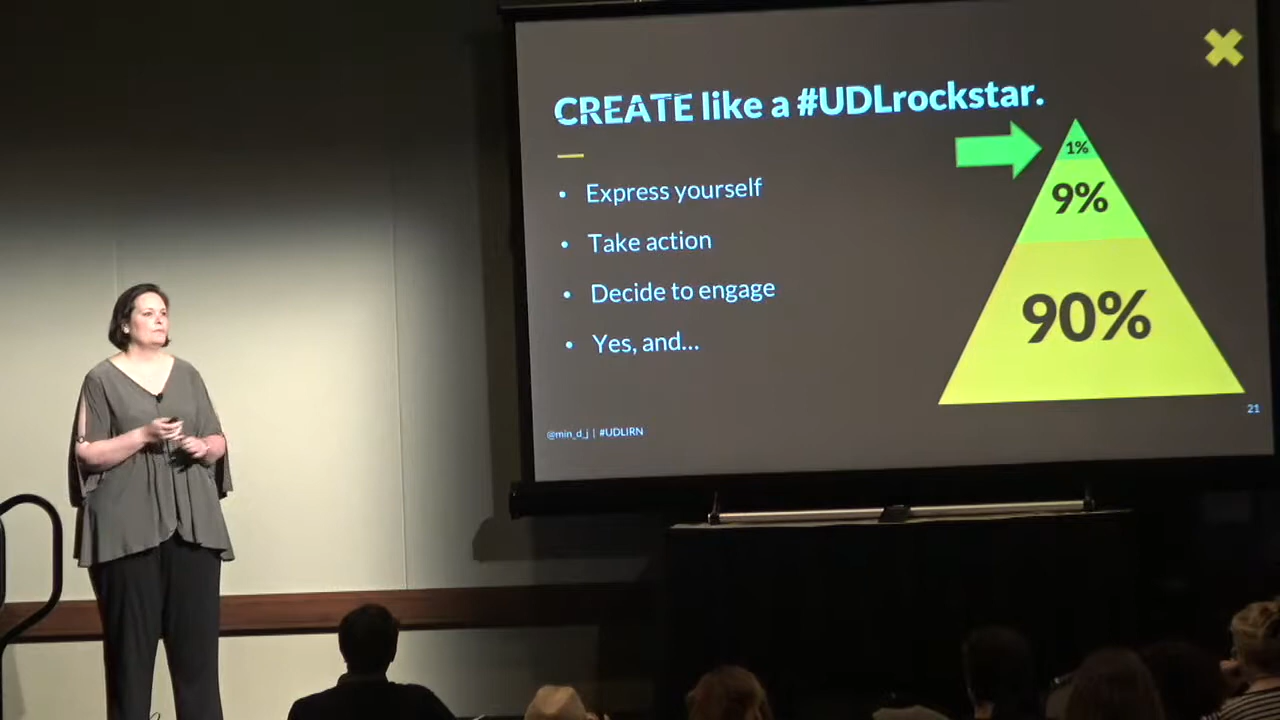 CREATE like a #UDLrockstar.
• Express yourself
• Take action
• Decide to engage
• Yes, and...
1%
9%
90%
@min_d_j | #UDLIRN
21